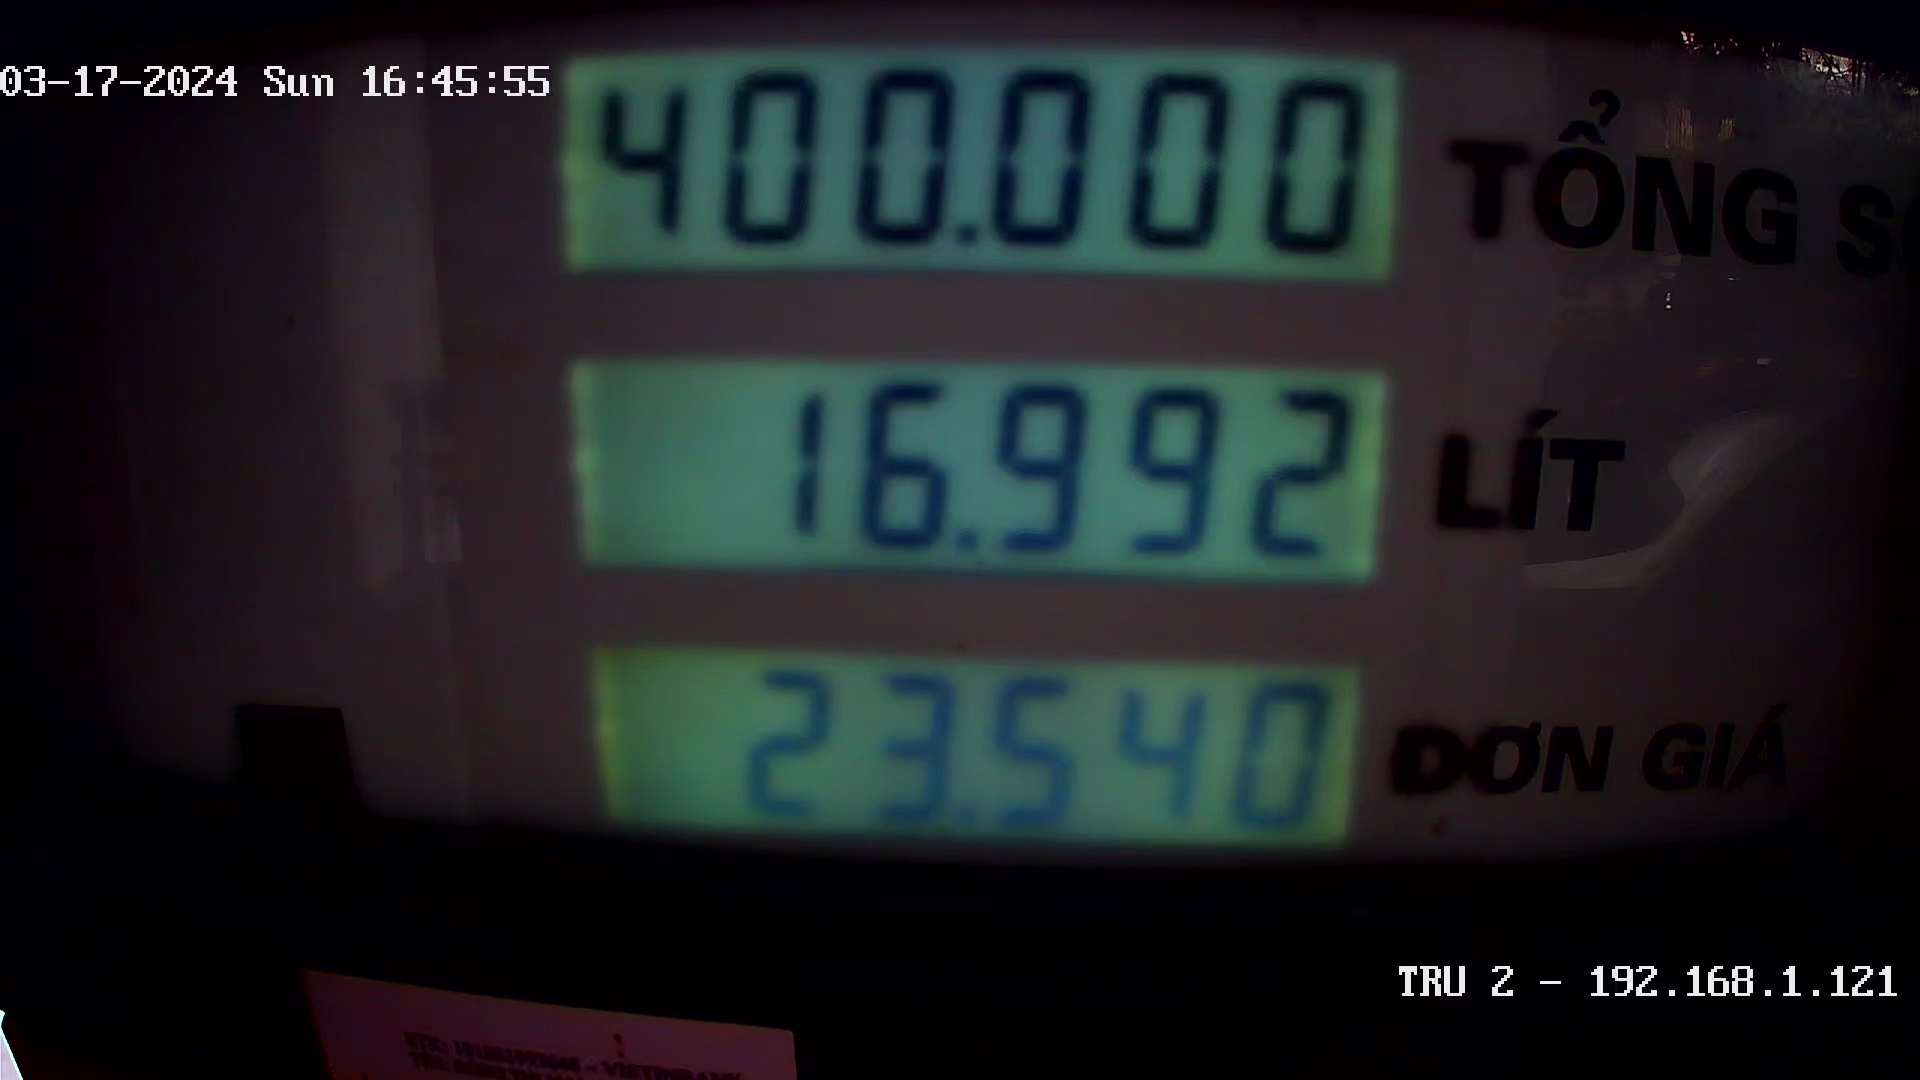 03-17-2024 Sun 16:45:55
400.000
TỔNG S
16.992
LÍT
23.540
ĐƠN GIÁ
TRU 2 - 192.168.1.121
- VIETINBANK